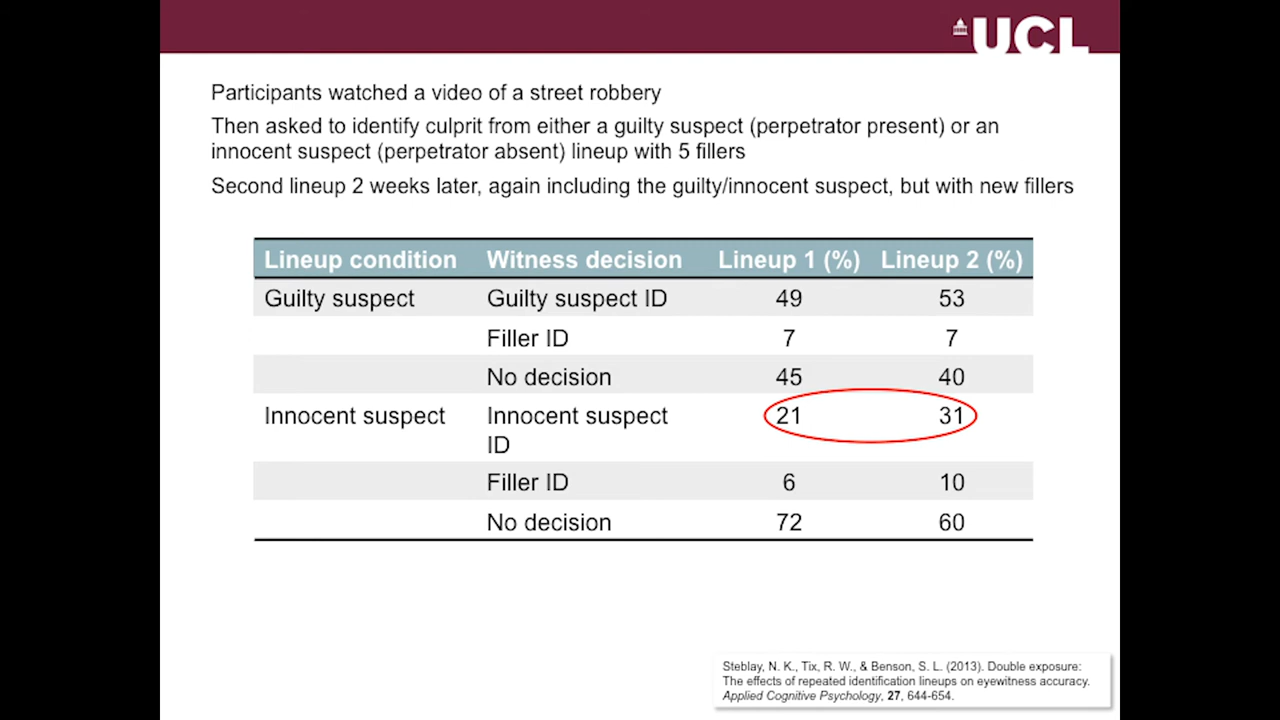 UCL
Participants watched a video of a street robbery
Then asked to identify culprit from either a guilty suspect (perpetrator present) or an
innocent suspect (perpetrator absent) lineup with 5 fillers
Second lineup 2 weeks later, again including the guilty/innocent suspect, but with new fillers
Lineup condition Witness decision Lineup 1 (%) Lineup 2 (%)
Guilty suspect Guilty suspect ID 49 53
Filler ID 7 7
No decision 45 40
Innocent suspect Innocent suspect 21 31
ID
Filler ID 6 10
No decision 72 60
Steblay, N. K., Tix, R. W., & Benson, S. L. (2013). Double exposure:
The effects of repeated identification lineups on eyewitness accuracy.
Applied Cognitive Psychology, 27, 644-654.